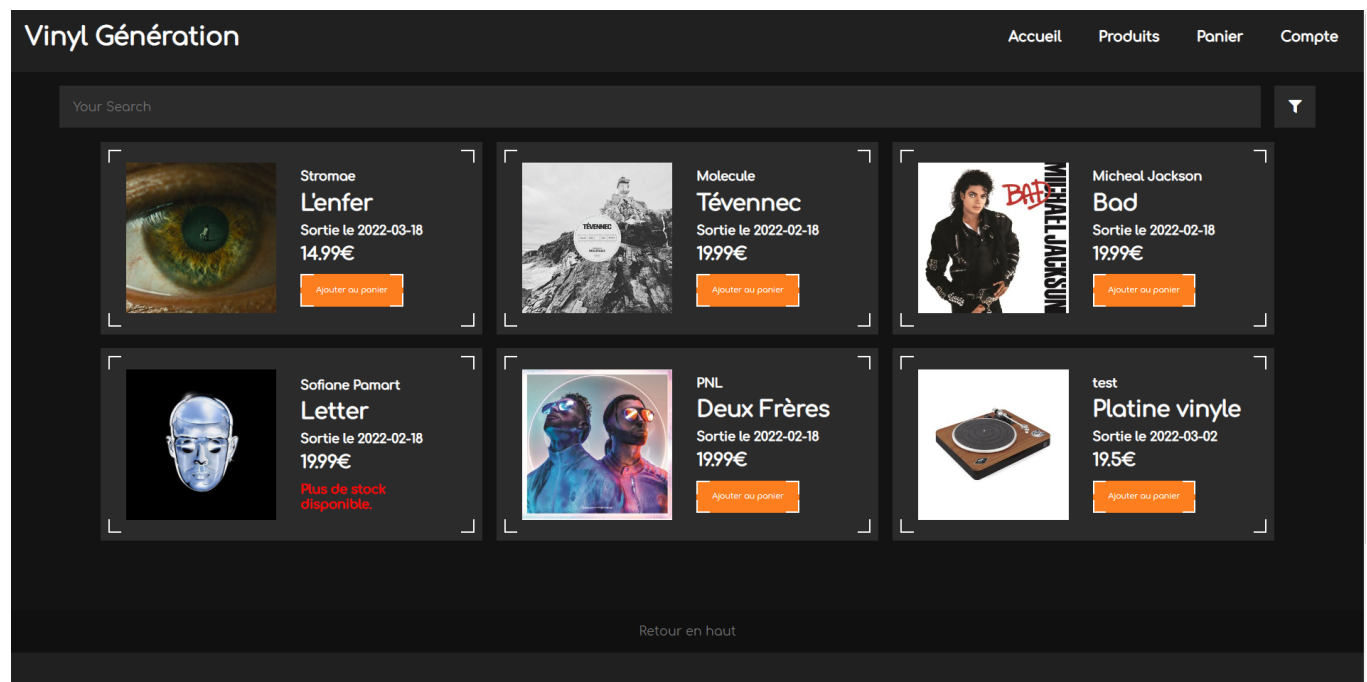 Vinyl Génération
Accueil
Produits
Panier
Compte
Your Search
Stromae
L'enfer
Sortie le 2022-03-18
14.99€
Ajouter au panier
TÉVENNEC
Molecule
Tévennec
Sortie le 2022-02-18
19.99€
Ajouter au panier
BAD
MICHAEL JACKSON
Micheal Jackson
Bad
Sortie le 2022-02-18
19.99€
Ajouter au panier
Sofiane Pamart
Letter
Sortie le 2022-02-18
19.99€
Plus de stock
disponible.
PNL
Deux Frères
Sortie le 2022-02-18
19.99€
Ajouter au panier
test
Platine vinyle
Sortie le 2022-03-02
19.5€
Ajouter au panier
Retour en haut